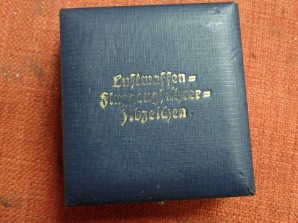 Luftwaffen=
Flugzeugführer=
Abzeichen